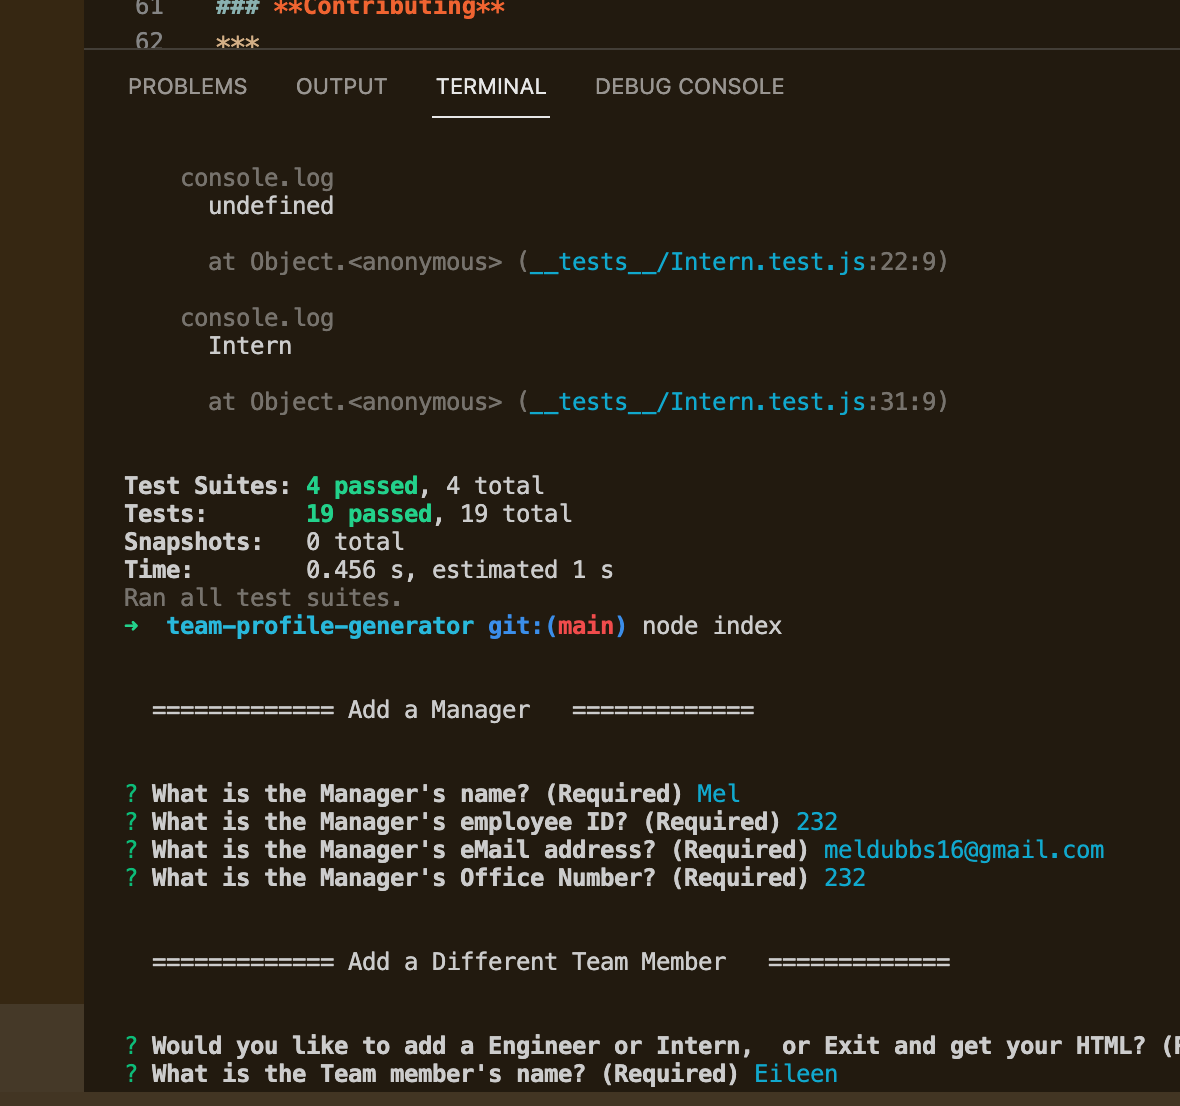 61 ### **Contributing**
62 ***
PROBLEMS OUTPUT TERMINAL DEBUG CONSOLE
console.log
undefined
at Object.<anonymous> (__tests__/Intern.test.js:22:9)
console.log
Intern
at Object.<anonymous> (__tests__/Intern.test.js:31:9)
Test Suites: 4 passed, 4 total
Tests: 19 passed, 19 total
Snapshots: 0 total
Time: 0.456 s, estimated 1 s
Ran all test suites.
➜ team-profile-generator git:(main) node index
============= Add a Manager =============
? What is the Manager's name? (Required) Mel
? What is the Manager's employee ID? (Required) 232
? What is the Manager's eMail address? (Required) meldubbs16@gmail.com
? What is the Manager's Office Number? (Required) 232
============= Add a Different Team Member =============
? Would you like to add a Engineer or Intern, or Exit and get your HTML? (
? What is the Team member's name? (Required) Eileen